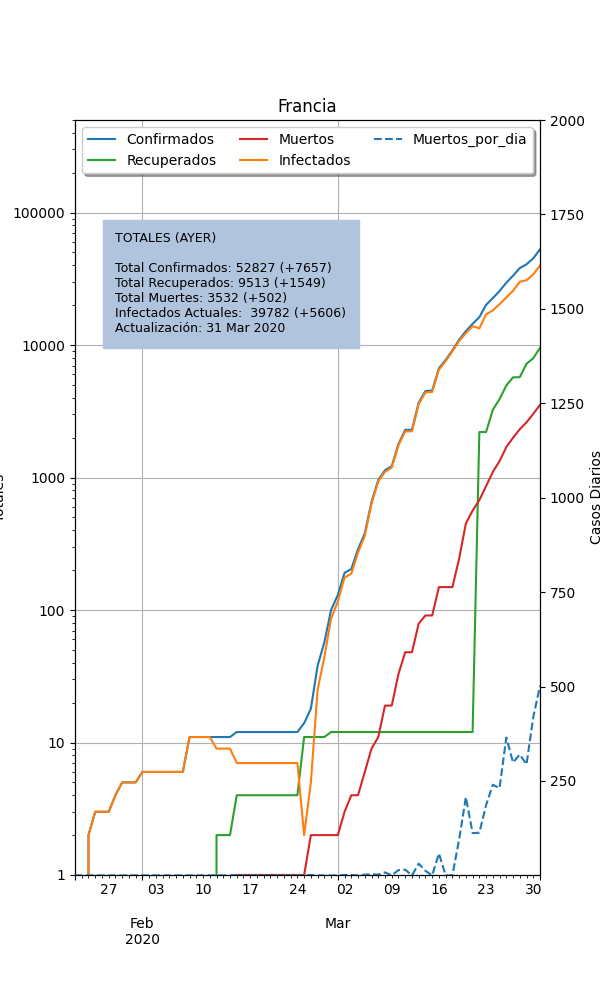 Francia
Confirmados
Recuperados
Muertos
Infectados
Muertos_por_dia
TOTALES (AYER)
Total Confirmados: 52827 (+7657)
Total Recuperados: 9513 (+1549)
Total Muertes: 3532 (+502)
Infectados Actuales:  39782 (+5606)
Actualización: 31 Mar 2020
100000
10000
1000
100
10
1
Totales
2000
1750
1500
1250
1000
750
500
250
Casos Diarios
27 03 10 17 24 02 09 16 23 30
Feb Mar
2020